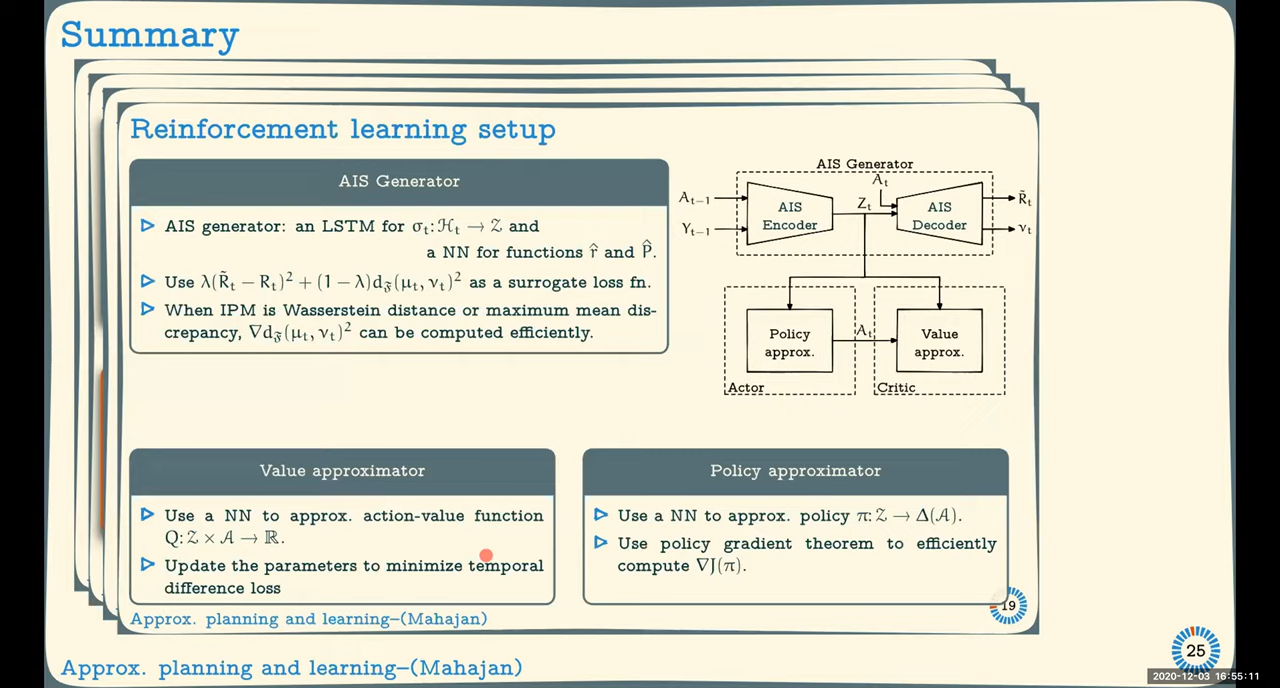 Summary
Reinforcement learning setup
AIS Generator
▷ AIS generator: an LSTM for σₜ: ℋₜ → 𝒵 and
a NN for functions r̂ and P̂.
▷ Use λ(R̃ₜ − Rₜ)² + (1 − λ)d_𝔉(μₜ, νₜ)² as a surrogate loss fn.
▷ When IPM is Wasserstein distance or maximum mean dis-
crepancy, ∇d_𝔉(μₜ, νₜ)² can be computed efficiently.
AIS Generator
Aₜ
Aₜ₋₁
Yₜ₋₁
AIS
Encoder
Zₜ
AIS
Decoder
R̃ₜ
νₜ
Policy
approx.
Aₜ
Value
approx.
Actor
Critic
Value approximator
▷ Use a NN to approx. action-value function
Q: 𝒵 × 𝒜 → ℝ.
▷ Update the parameters to minimize temporal
difference loss
Policy approximator
▷ Use a NN to approx. policy π: 𝒵 → Δ(𝒜).
▷ Use policy gradient theorem to efficiently
compute ∇J(π).
Approx. planning and learning–(Mahajan)
19
Approx. planning and learning–(Mahajan)
25
2020-12-03 16:55:11